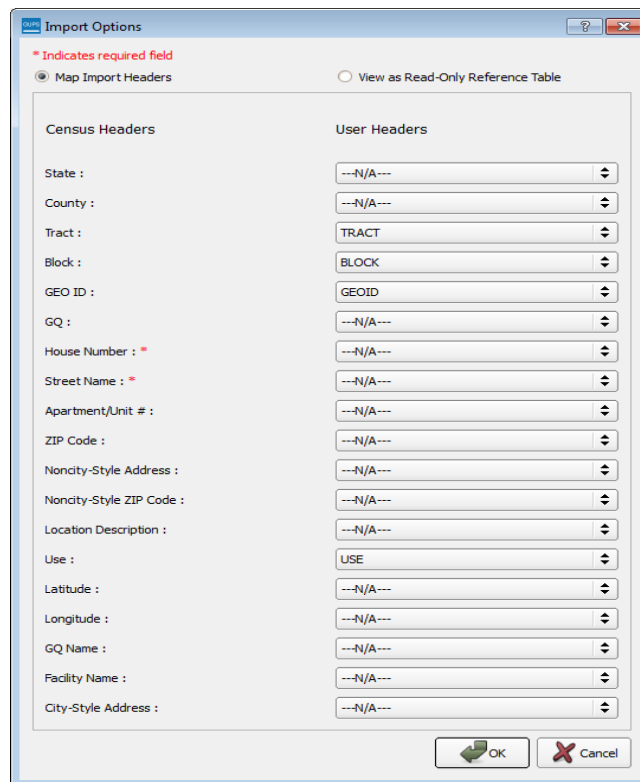 GUPS Import Options
* Indicates required field
Map Import Headers View as Read-Only Reference Table
Census Headers User Headers
State : ---N/A---
County : ---N/A---
Tract : TRACT
Block : BLOCK
GEO ID : GEOID
GQ : ---N/A---
House Number : * ---N/A---
Street Name : * ---N/A---
Apartment/Unit # : ---N/A---
ZIP Code : ---N/A---
Noncity-Style Address : ---N/A---
Noncity-Style ZIP Code : ---N/A---
Location Description : ---N/A---
Use : USE
Latitude : ---N/A---
Longitude : ---N/A---
GQ Name : ---N/A---
Facility Name : ---N/A---
City-Style Address : ---N/A---
OK Cancel